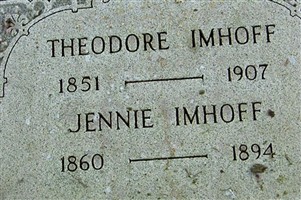 THEODORE IMHOFF
1851 — 1907
JENNIE IMHOFF
1860 — 1894